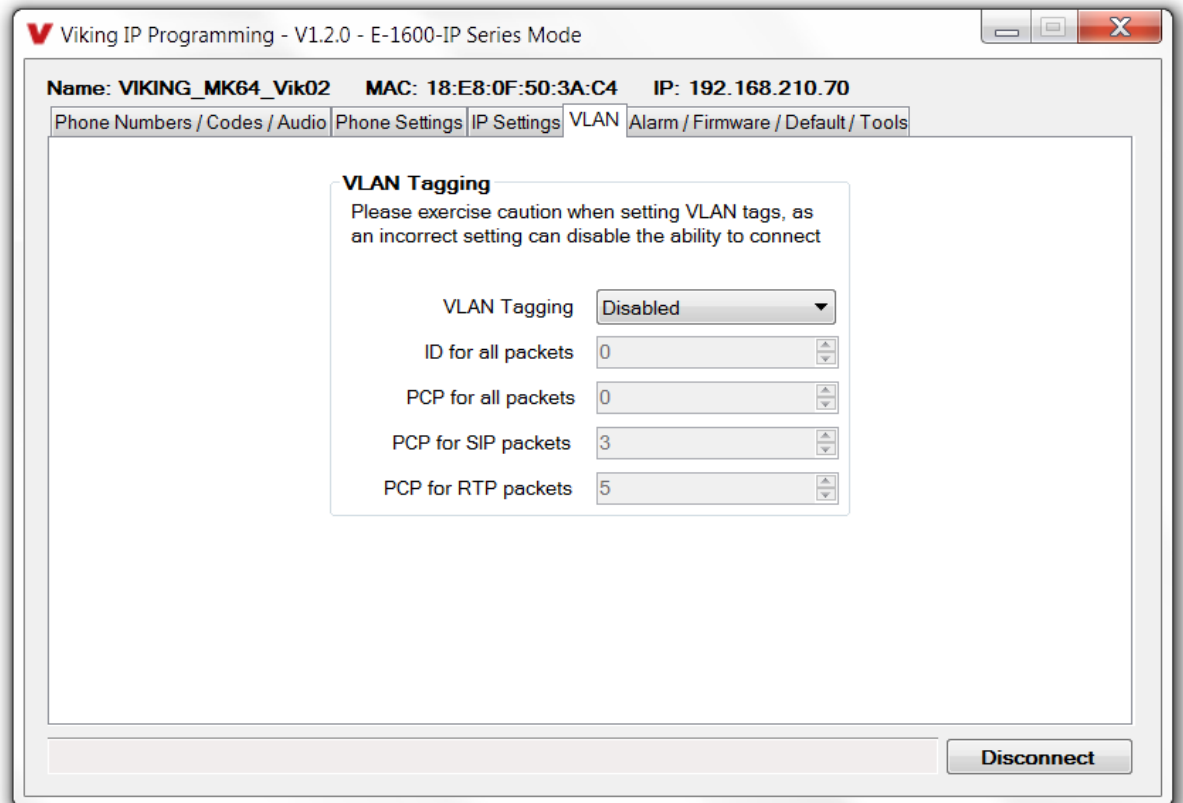 Viking IP Programming - V1.2.0 - E-1600-IP Series Mode
Name: VIKING_MK64_Vik02 MAC: 18:E8:0F:50:3A:C4 IP: 192.168.210.70
Phone Numbers / Codes / Audio Phone Settings IP Settings VLAN Alarm / Firmware / Default / Tools
VLAN Tagging
Please exercise caution when setting VLAN tags, as
an incorrect setting can disable the ability to connect
VLAN Tagging Disabled
ID for all packets 0
PCP for all packets 0
PCP for SIP packets 3
PCP for RTP packets 5
Disconnect